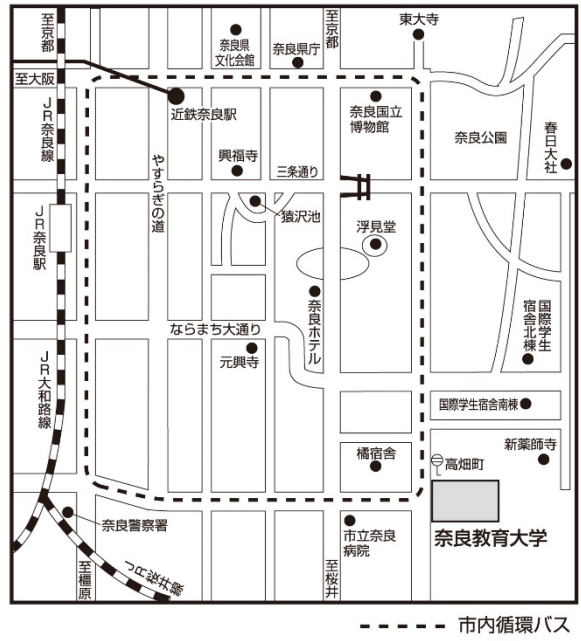 至京都
至京都
東大寺
奈良県
文化会館
奈良県庁
至大阪
近鉄奈良駅
奈良国立
博物館
奈良公園
春日大社
JR奈良線
やすらぎの道
興福寺
三条通り
猿沢池
浮見堂
JR奈良駅
奈良ホテル
国際学生
宿舎北棟
ならまち大通り
元興寺
JR大和路線
国際学生宿舎南棟
橘宿舎
高畑町
新薬師寺
奈良教育大学
奈良警察署
市立奈良
病院
至橿原
JR桜井線
至桜井
市内循環バス